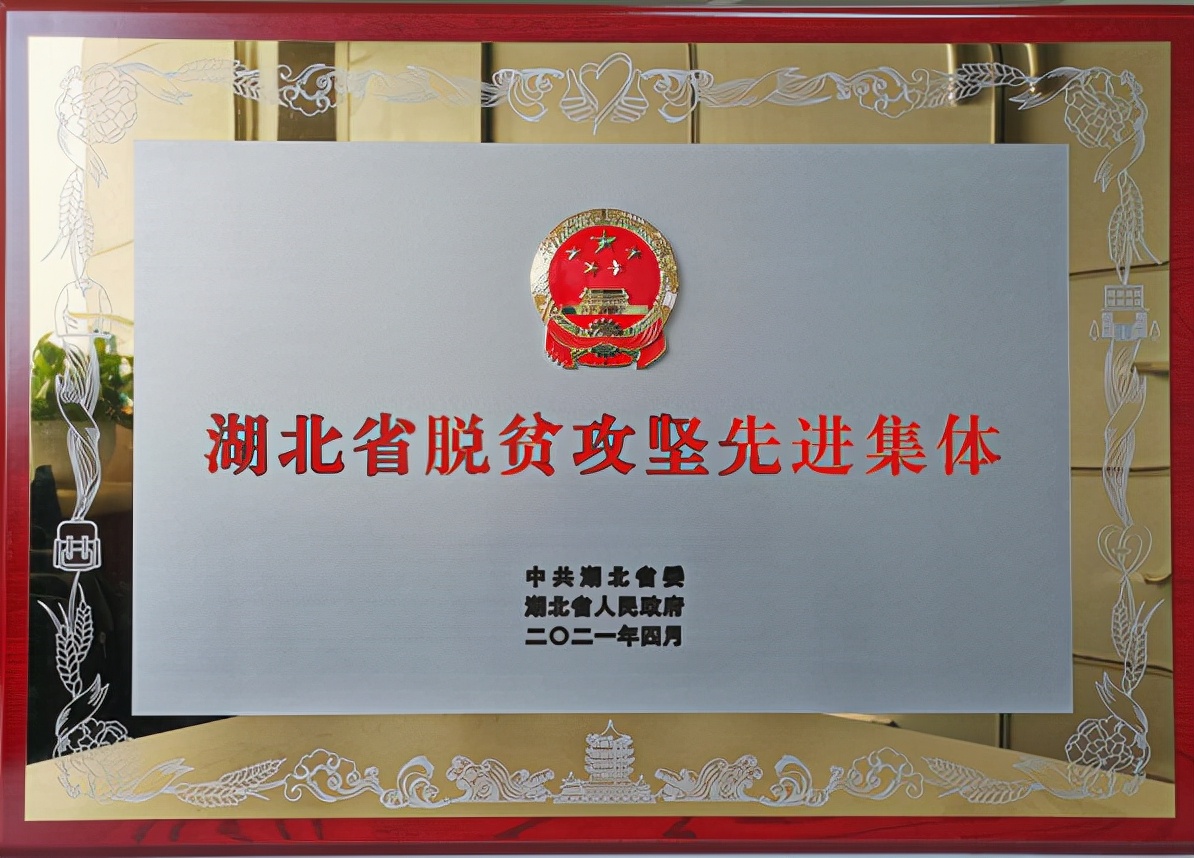 湖北省脱贫攻坚先进集体
中共湖北省委
湖北省人民政府
二〇二一年四月